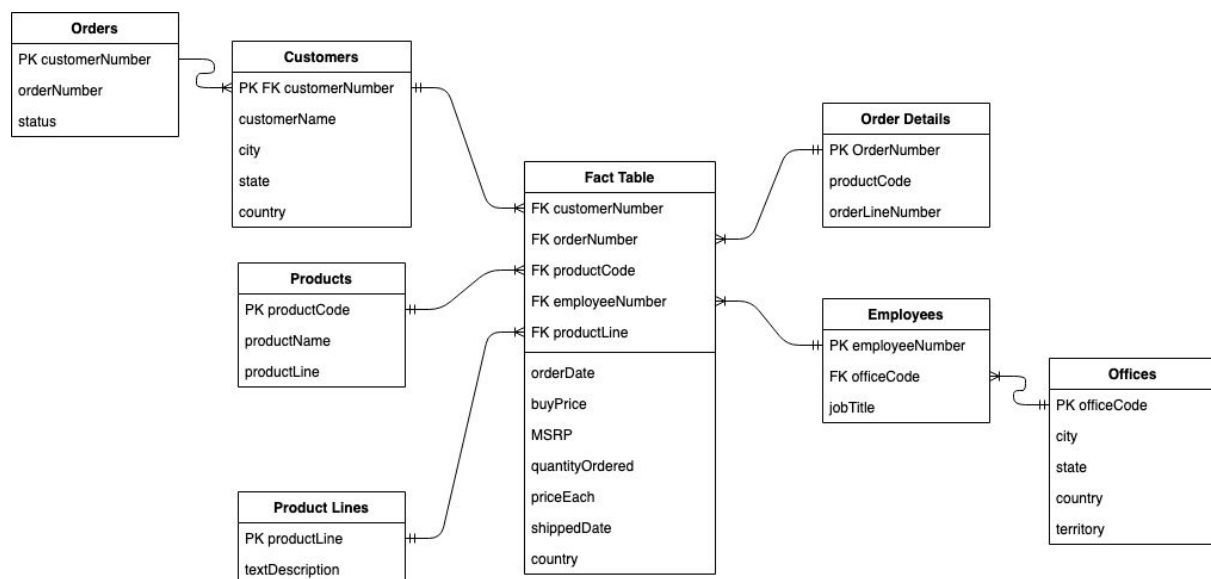 Orders
PK customerNumber
orderNumber
status
Customers
PK FK customerNumber
customerName
city
state
country
Products
PK productCode
productName
productLine
Product Lines
PK productLine
textDescription
Fact Table
FK customerNumber
FK orderNumber
FK productCode
FK employeeNumber
FK productLine
orderDate
buyPrice
MSRP
quantityOrdered
priceEach
shippedDate
country
Order Details
PK OrderNumber
productCode
orderLineNumber
Employees
PK employeeNumber
FK officeCode
jobTitle
Offices
PK officeCode
city
state
country
territory